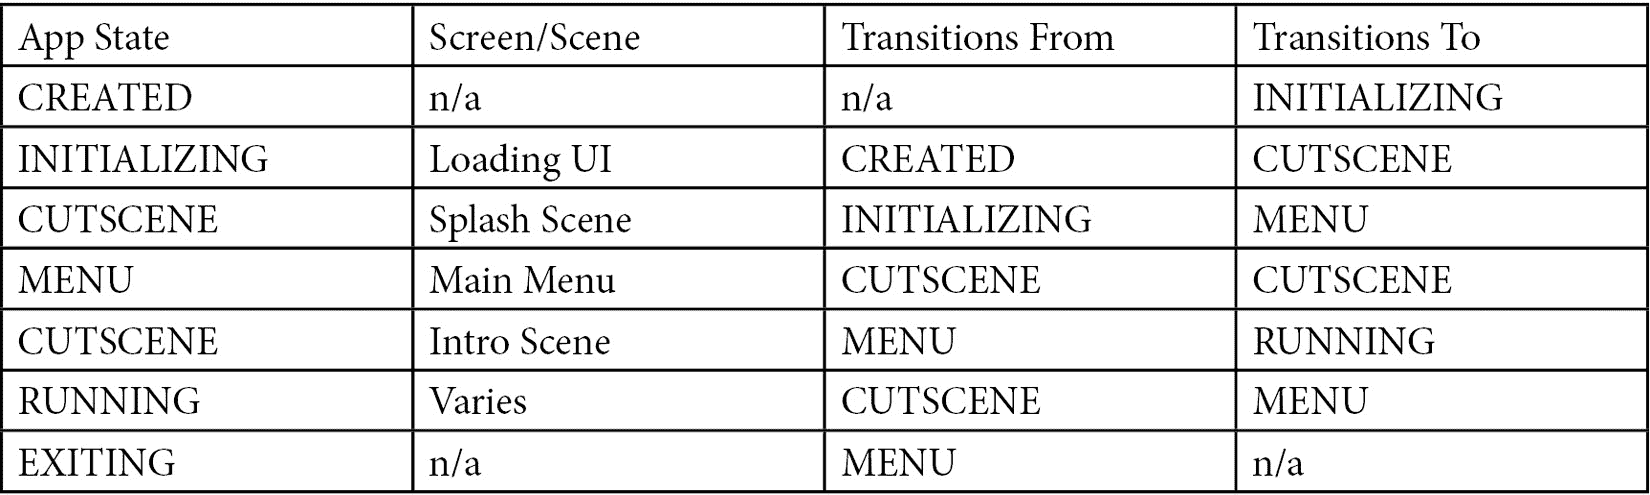 App State Screen/Scene Transitions From Transitions To
CREATED n/a n/a INITIALIZING
INITIALIZING Loading UI CREATED CUTSCENE
CUTSCENE Splash Scene INITIALIZING MENU
MENU Main Menu CUTSCENE CUTSCENE
CUTSCENE Intro Scene MENU RUNNING
RUNNING Varies CUTSCENE MENU
EXITING n/a MENU n/a